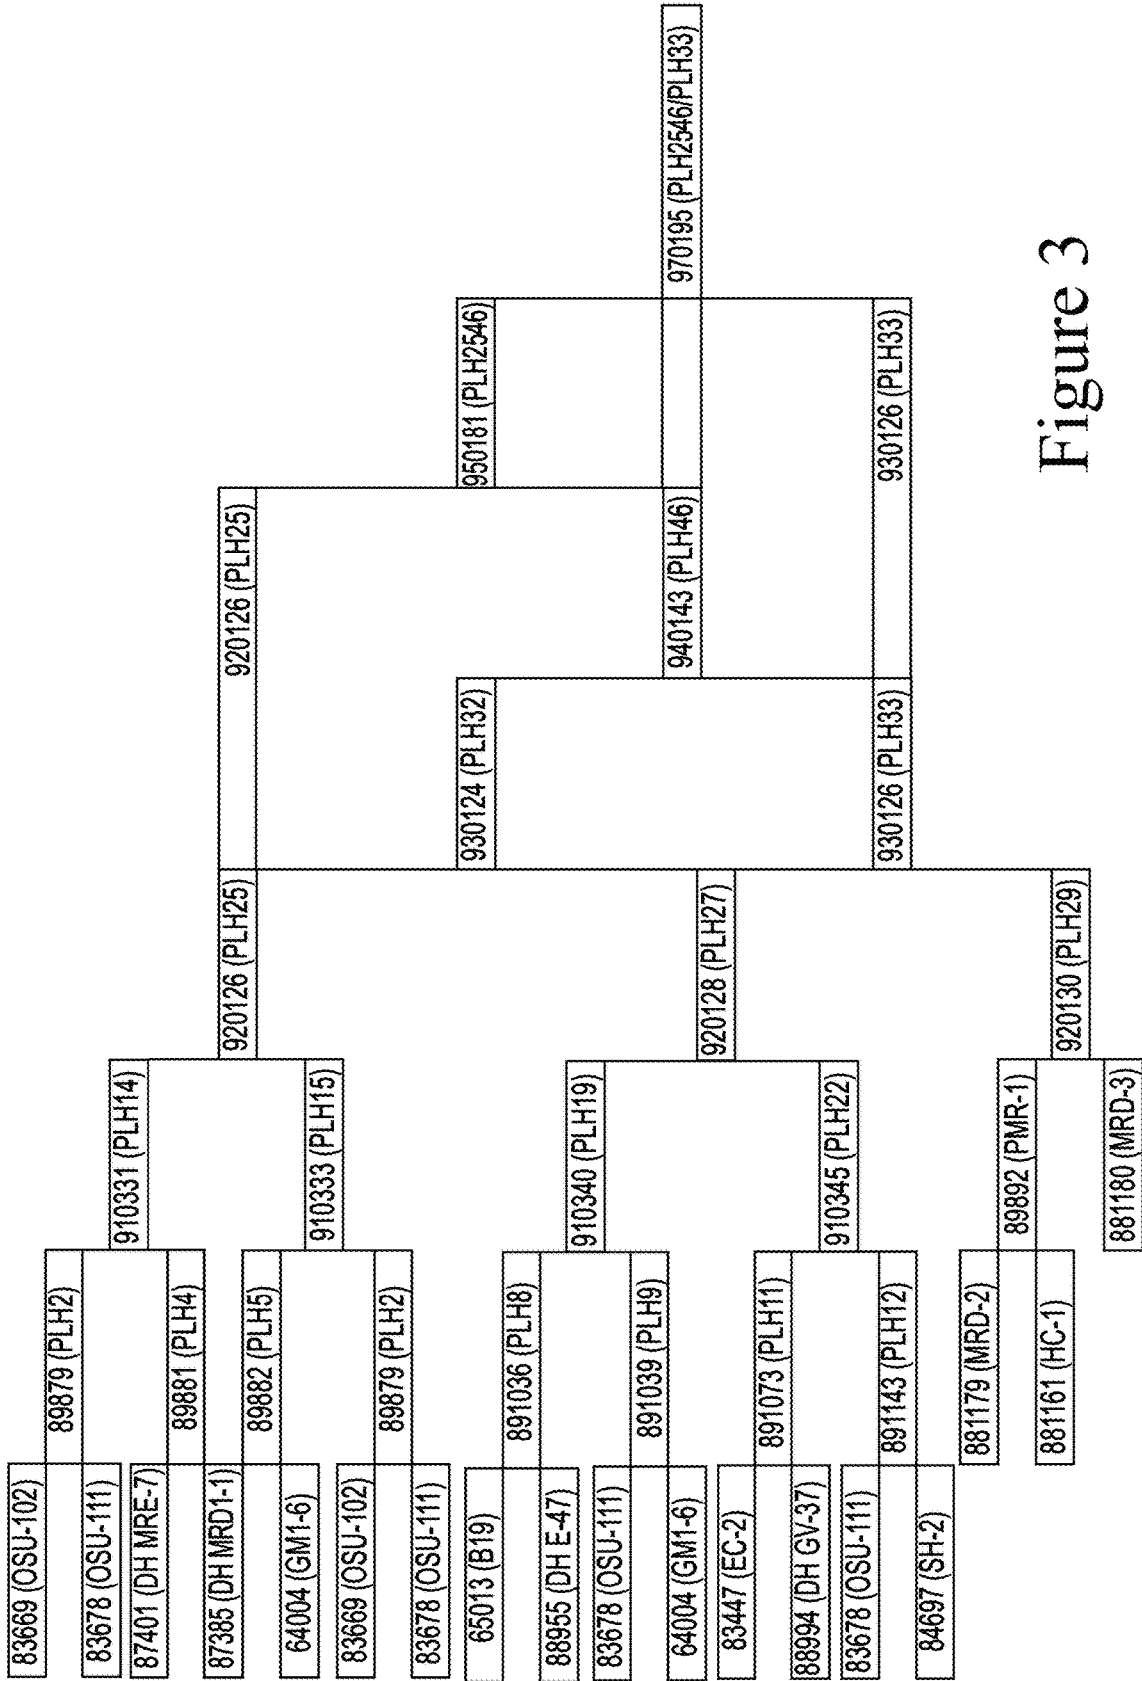 83669 (OSU-102)
83678 (OSU-111)
87401 (DH MRE-7)
87385 (DH MRD1-1)
64004 (GM1-6)
83669 (OSU-102)
83678 (OSU-111)
65013 (B19)
88955 (DH E-47)
83678 (OSU-111)
64004 (GM1-6)
83447 (EC-2)
88994 (DH GV-37)
83678 (OSU-111)
84697 (SH-2)
89879 (PLH2)
89881 (PLH4)
89882 (PLH5)
89879 (PLH2)
891036 (PLH8)
891039 (PLH9)
891073 (PLH11)
891143 (PLH12)
881179 (MRD-2)
881161 (HC-1)
910331 (PLH14)
910333 (PLH15)
910340 (PLH19)
910345 (PLH22)
89892 (PMR-1)
881180 (MRD-3)
920126 (PLH25)
920128 (PLH27)
920130 (PLH29)
930124 (PLH32)
930126 (PLH33)
920126 (PLH25)
940143 (PLH46)
950181 (PLH2546)
930126 (PLH33)
970195 (PLH2546/PLH33)
Figure 3